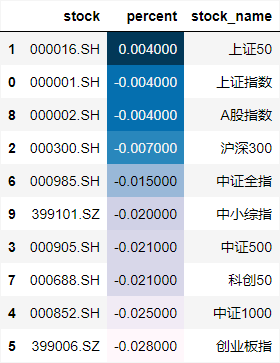 stock percent stock_name
1 000016.SH 0.004000 上证50
0 000001.SH -0.004000 上证指数
8 000002.SH -0.004000 A股指数
2 000300.SH -0.007000 沪深300
6 000985.SH -0.015000 中证全指
9 399101.SZ -0.020000 中小综指
3 000905.SH -0.021000 中证500
7 000688.SH -0.021000 科创50
4 000852.SH -0.025000 中证1000
5 399006.SZ -0.028000 创业板指